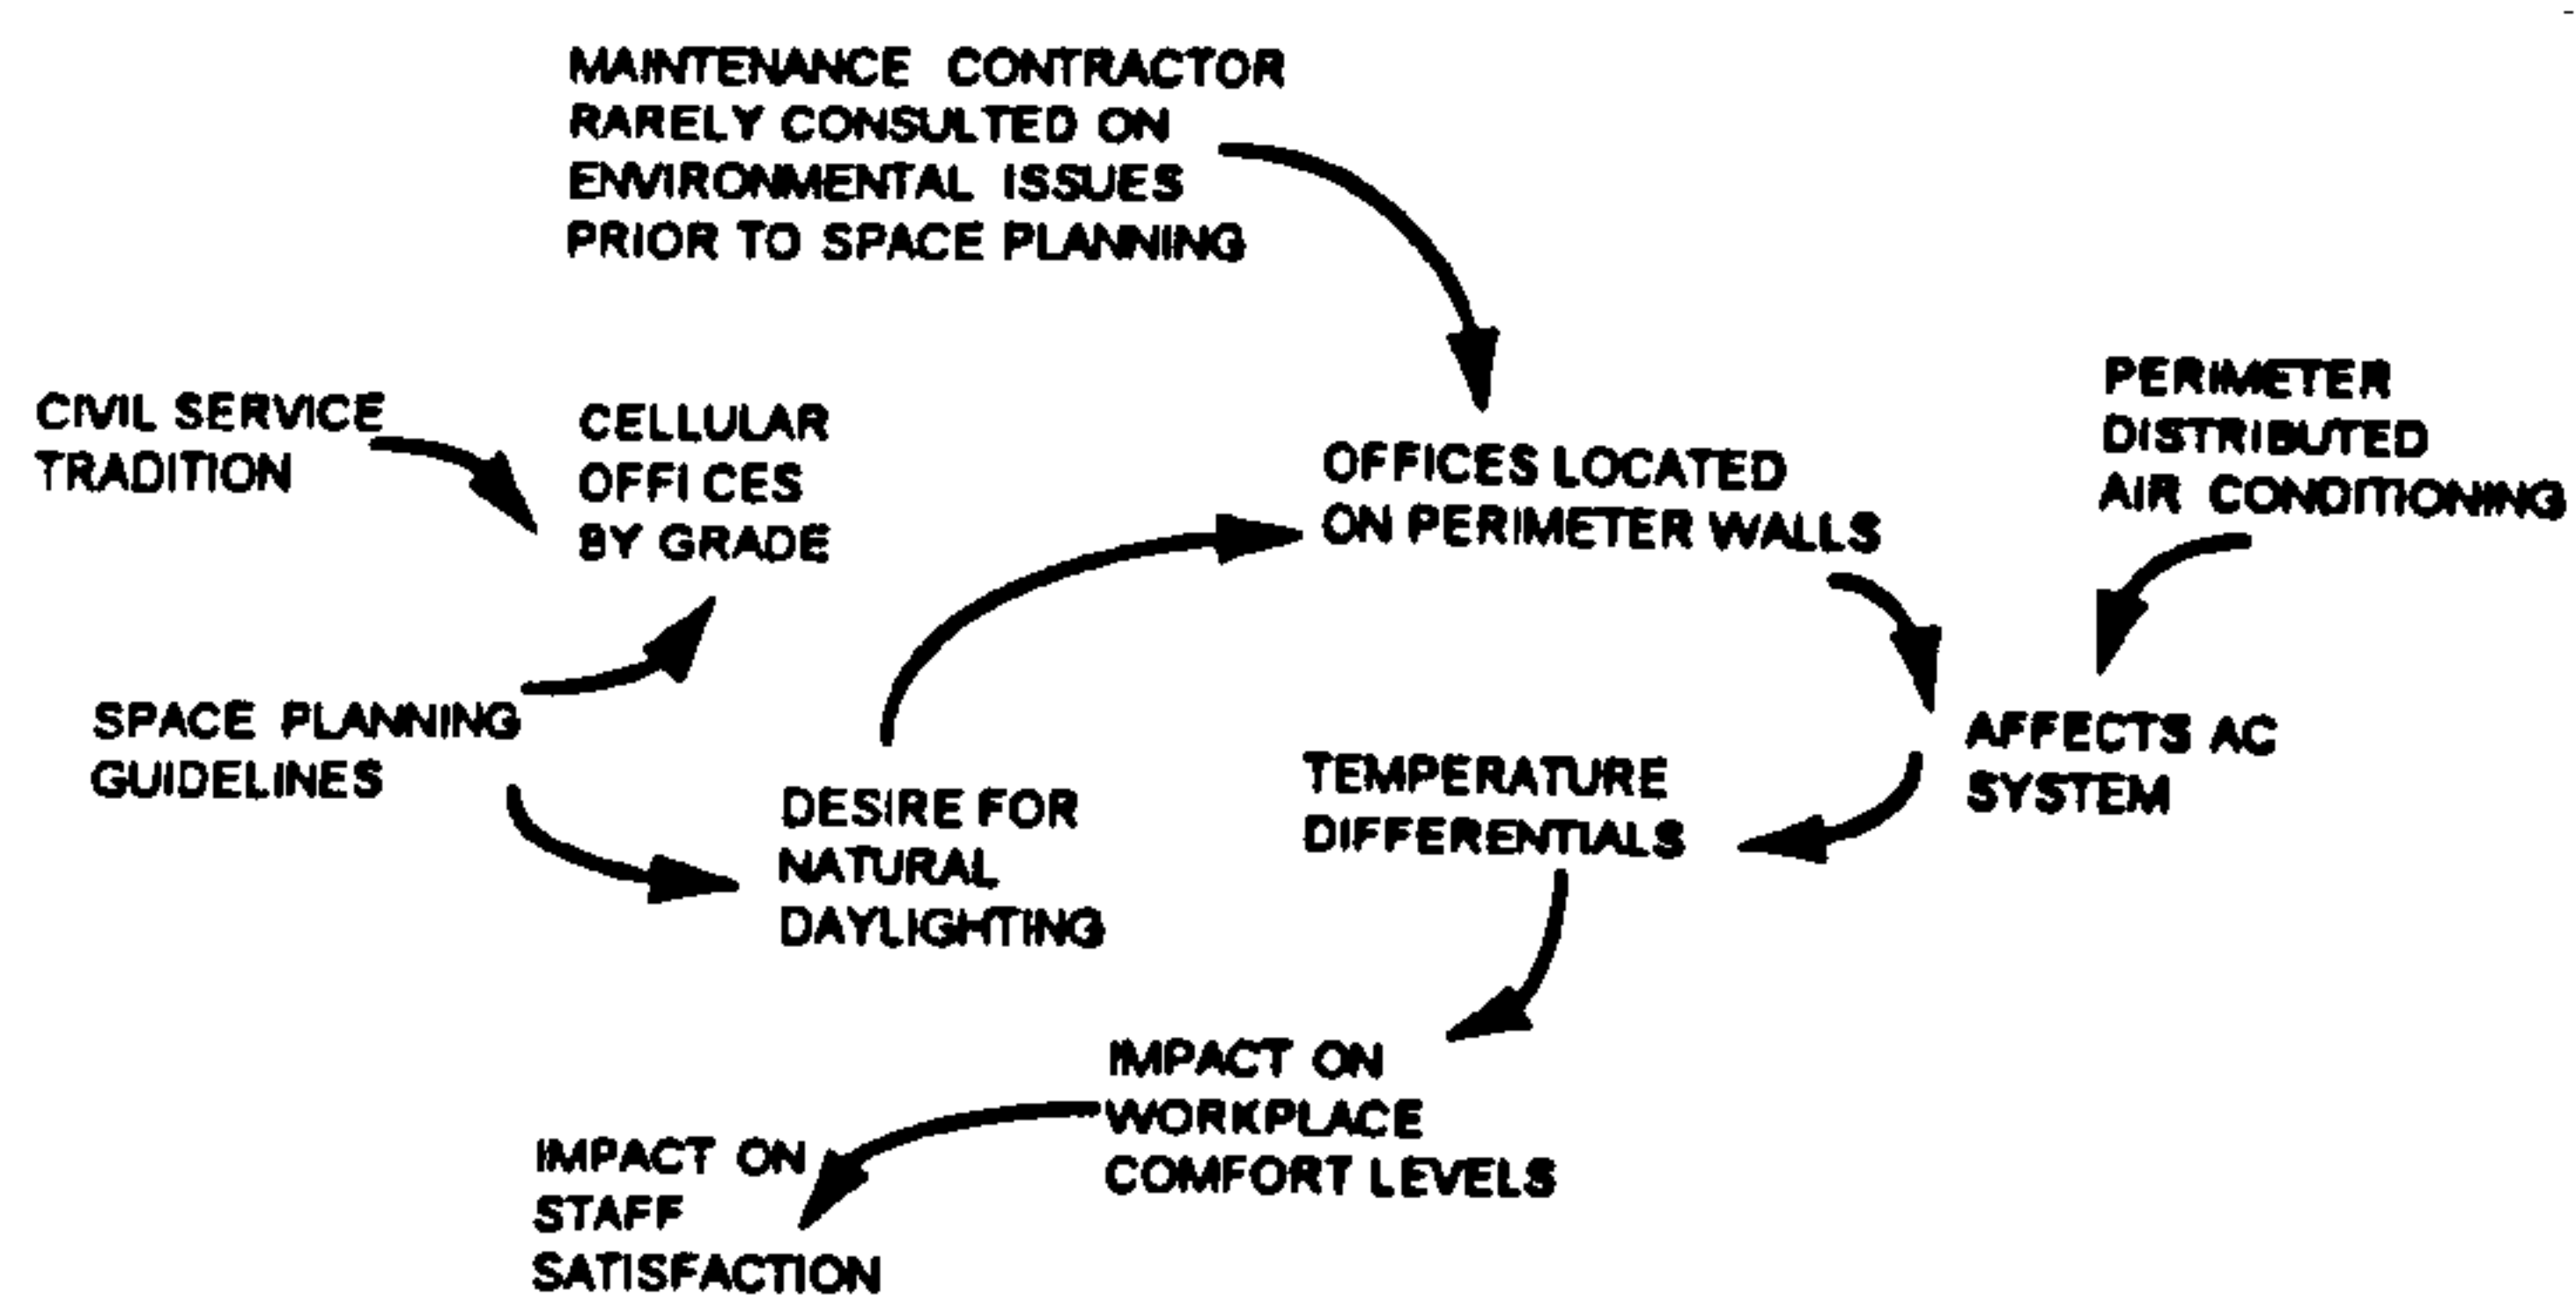 MAINTENANCE CONTRACTOR
RARELY CONSULTED ON
ENVIRONMENTAL ISSUES
PRIOR TO SPACE PLANNING
CIVIL SERVICE
TRADITION
CELLULAR
OFFICES
BY GRADE
OFFICES LOCATED
ON PERIMETER WALLS
PERIMETER
DISTRIBUTED
AIR CONDITIONING
SPACE PLANNING
GUIDELINES
DESIRE FOR
NATURAL
DAYLIGHTING
TEMPERATURE
DIFFERENTIALS
AFFECTS AC
SYSTEM
IMPACT ON
WORKPLACE
COMFORT LEVELS
IMPACT ON
STAFF
SATISFACTION